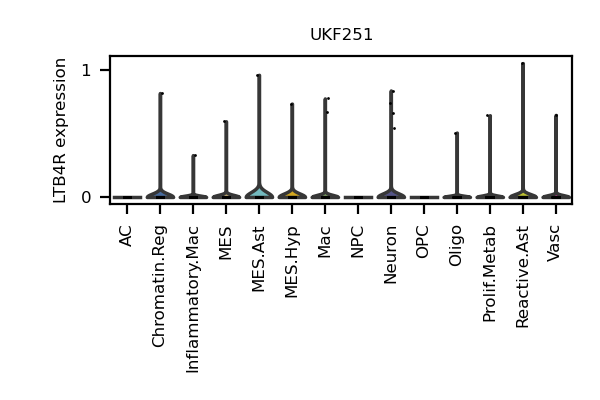 UKF251
LTB4R expression
1
0
AC
Chromatin.Reg
Inflammatory.Mac
MES
MES.Ast
MES.Hyp
Mac
NPC
Neuron
OPC
Oligo
Prolif.Metab
Reactive.Ast
Vasc